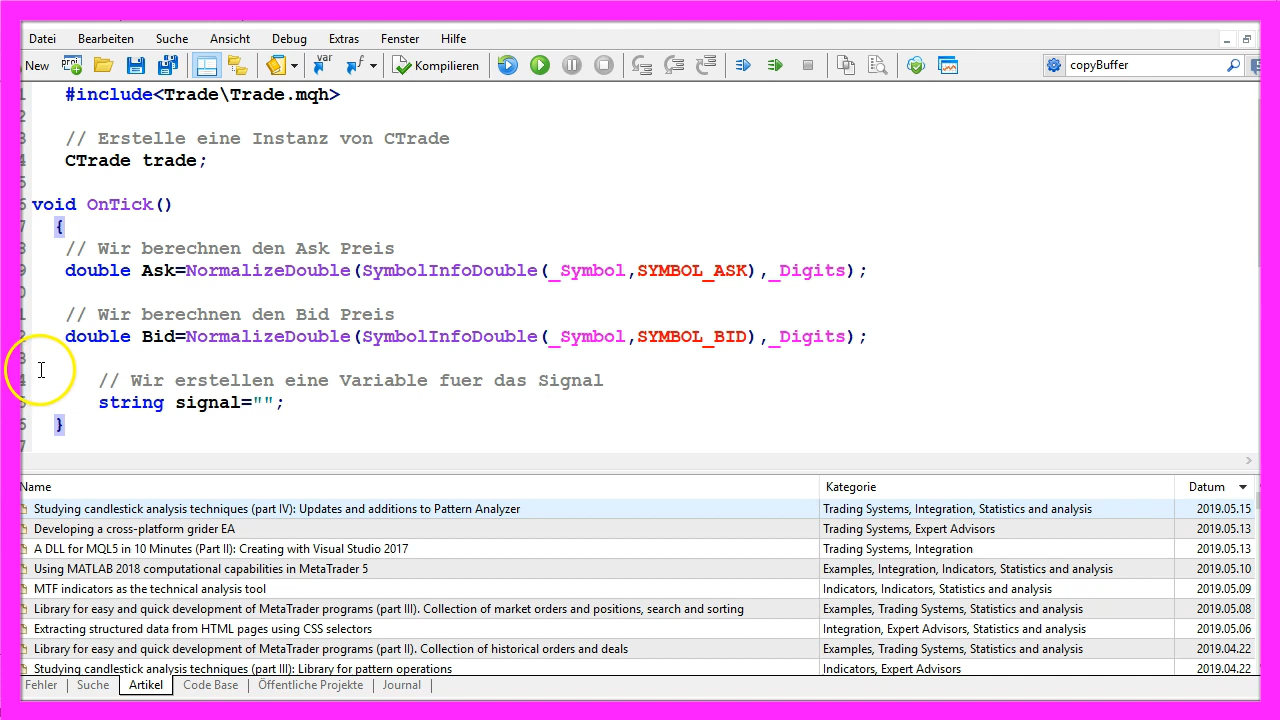 Datei Bearbeiten Suche Ansicht Debug Extras Fenster Hilfe
New Kompilieren copyBuffer
1 #include<Trade\Trade.mqh>
2
3 // Erstelle eine Instanz von CTrade
4 CTrade trade;
5
6 void OnTick()
7 {
8 // Wir berechnen den Ask Preis
9 double Ask=NormalizeDouble(SymbolInfoDouble(_Symbol,SYMBOL_ASK),_Digits);
0
1 // Wir berechnen den Bid Preis
2 double Bid=NormalizeDouble(SymbolInfoDouble(_Symbol,SYMBOL_BID),_Digits);
3
4 // Wir erstellen eine Variable fuer das Signal
5 string signal="";
6 }
7
Name Kategorie Datum
Studying candlestick analysis techniques (part IV): Updates and additions to Pattern Analyzer Trading Systems, Integration, Statistics and analysis 2019.05.15
Developing a cross-platform grider EA Trading Systems, Expert Advisors 2019.05.13
A DLL for MQL5 in 10 Minutes (Part II): Creating with Visual Studio 2017 Trading Systems, Integration 2019.05.13
Using MATLAB 2018 computational capabilities in MetaTrader 5 Examples, Integration, Indicators, Statistics and analysis 2019.05.10
MTF indicators as the technical analysis tool Indicators, Indicators, Statistics and analysis 2019.05.09
Library for easy and quick development of MetaTrader programs (part III). Collection of market orders and positions, search and sorting Examples, Trading Systems, Statistics and analysis 2019.05.08
Extracting structured data from HTML pages using CSS selectors Integration, Expert Advisors, Statistics and analysis 2019.05.06
Library for easy and quick development of MetaTrader programs (part II). Collection of historical orders and deals Examples, Trading Systems, Statistics and analysis 2019.04.22
Studying candlestick analysis techniques (part III): Library for pattern operations Indicators, Expert Advisors 2019.04.22
Fehler Suche Artikel Code Base Öffentliche Projekte Journal